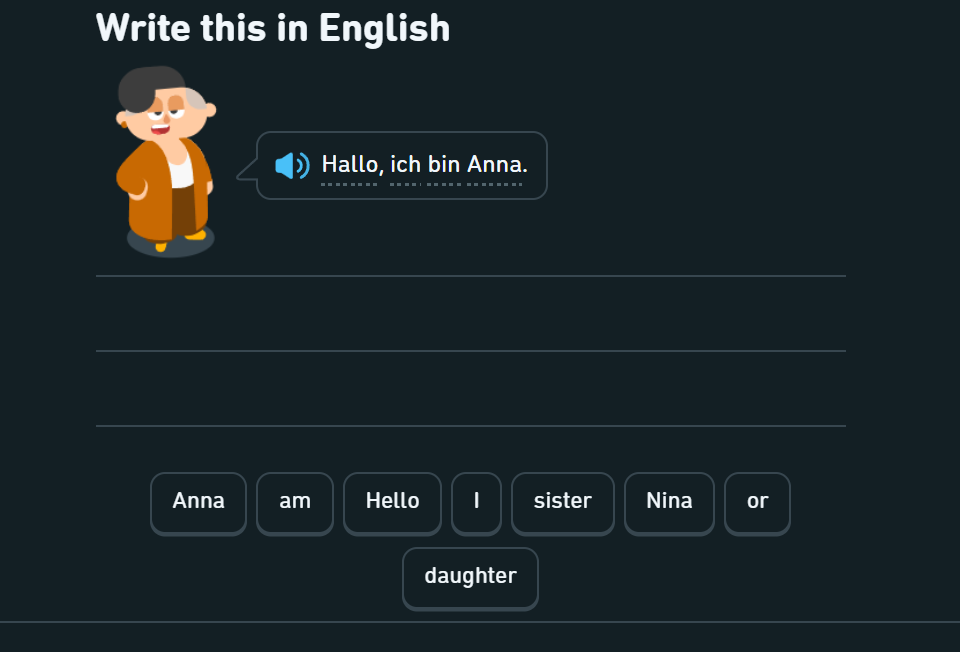 Write this in English
Hallo, ich bin Anna.
Anna am Hello I sister Nina or
daughter